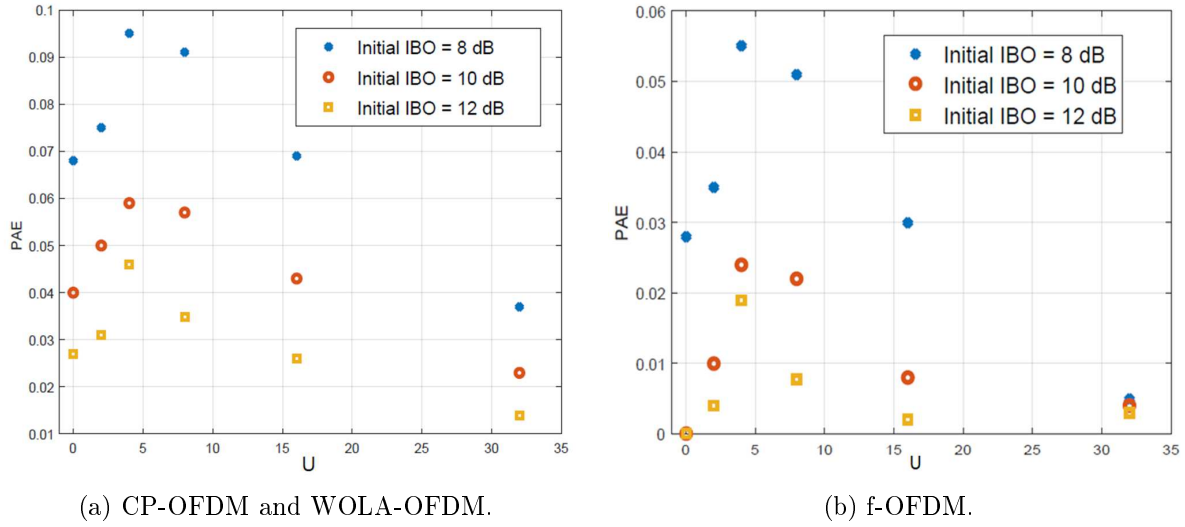 0.1
0.09
0.08
0.07
0.06
0.05
0.04
0.03
0.02
0.01
PAE
Initial IBO = 8 dB
Initial IBO = 10 dB
Initial IBO = 12 dB
0 5 10 15 20 25 30 35
U
(a) CP-OFDM and WOLA-OFDM.
0.06
0.05
0.04
0.03
0.02
0.01
0
PAE
Initial IBO = 8 dB
Initial IBO = 10 dB
Initial IBO = 12 dB
0 5 10 15 20 25 30 35
U
(b) f-OFDM.